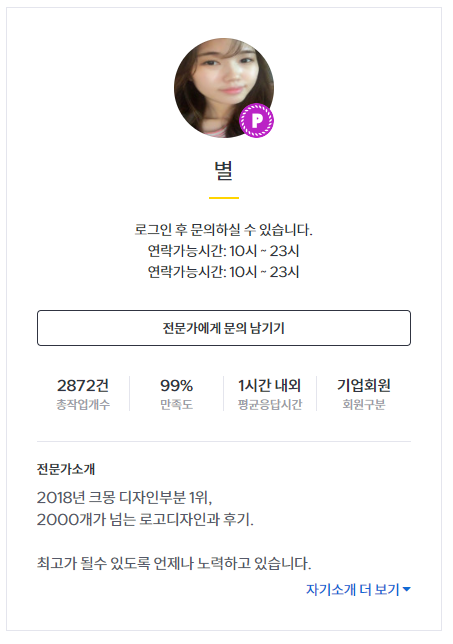 P
별
로그인 후 문의하실 수 있습니다.
연락가능시간: 10시 ~ 23시
연락가능시간: 10시 ~ 23시
전문가에게 문의 남기기
2872건 99% 1시간 내외 기업회원
총작업개수 만족도 평균응답시간 회원구분
전문가소개
2018년 크몽 디자인부분 1위,
2000개가 넘는 로고디자인과 후기.
최고가 될수 있도록 언제나 노력하고 있습니다.
자기소개 더 보기